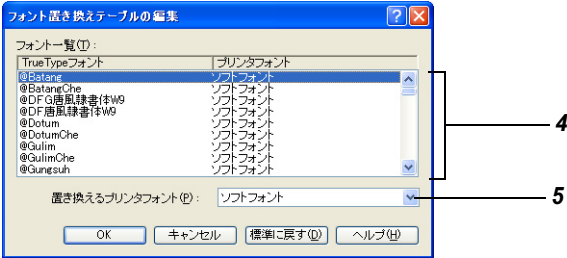 フォント置き換えテーブルの編集
フォント一覧(T):
TrueTypeフォント プリンタフォント
@Batang ソフトフォント
@BatangChe ソフトフォント
@DFG唐風隷書体W9 ソフトフォント
@DF唐風隷書体W9 ソフトフォント
@Dotum ソフトフォント
@DotumChe ソフトフォント
@Gulim ソフトフォント
@GulimChe ソフトフォント
@Gungsuh ソフトフォント
4
置き換えるプリンタフォント(P): ソフトフォント
5
OK キャンセル 標準に戻す(D) ヘルプ(H)